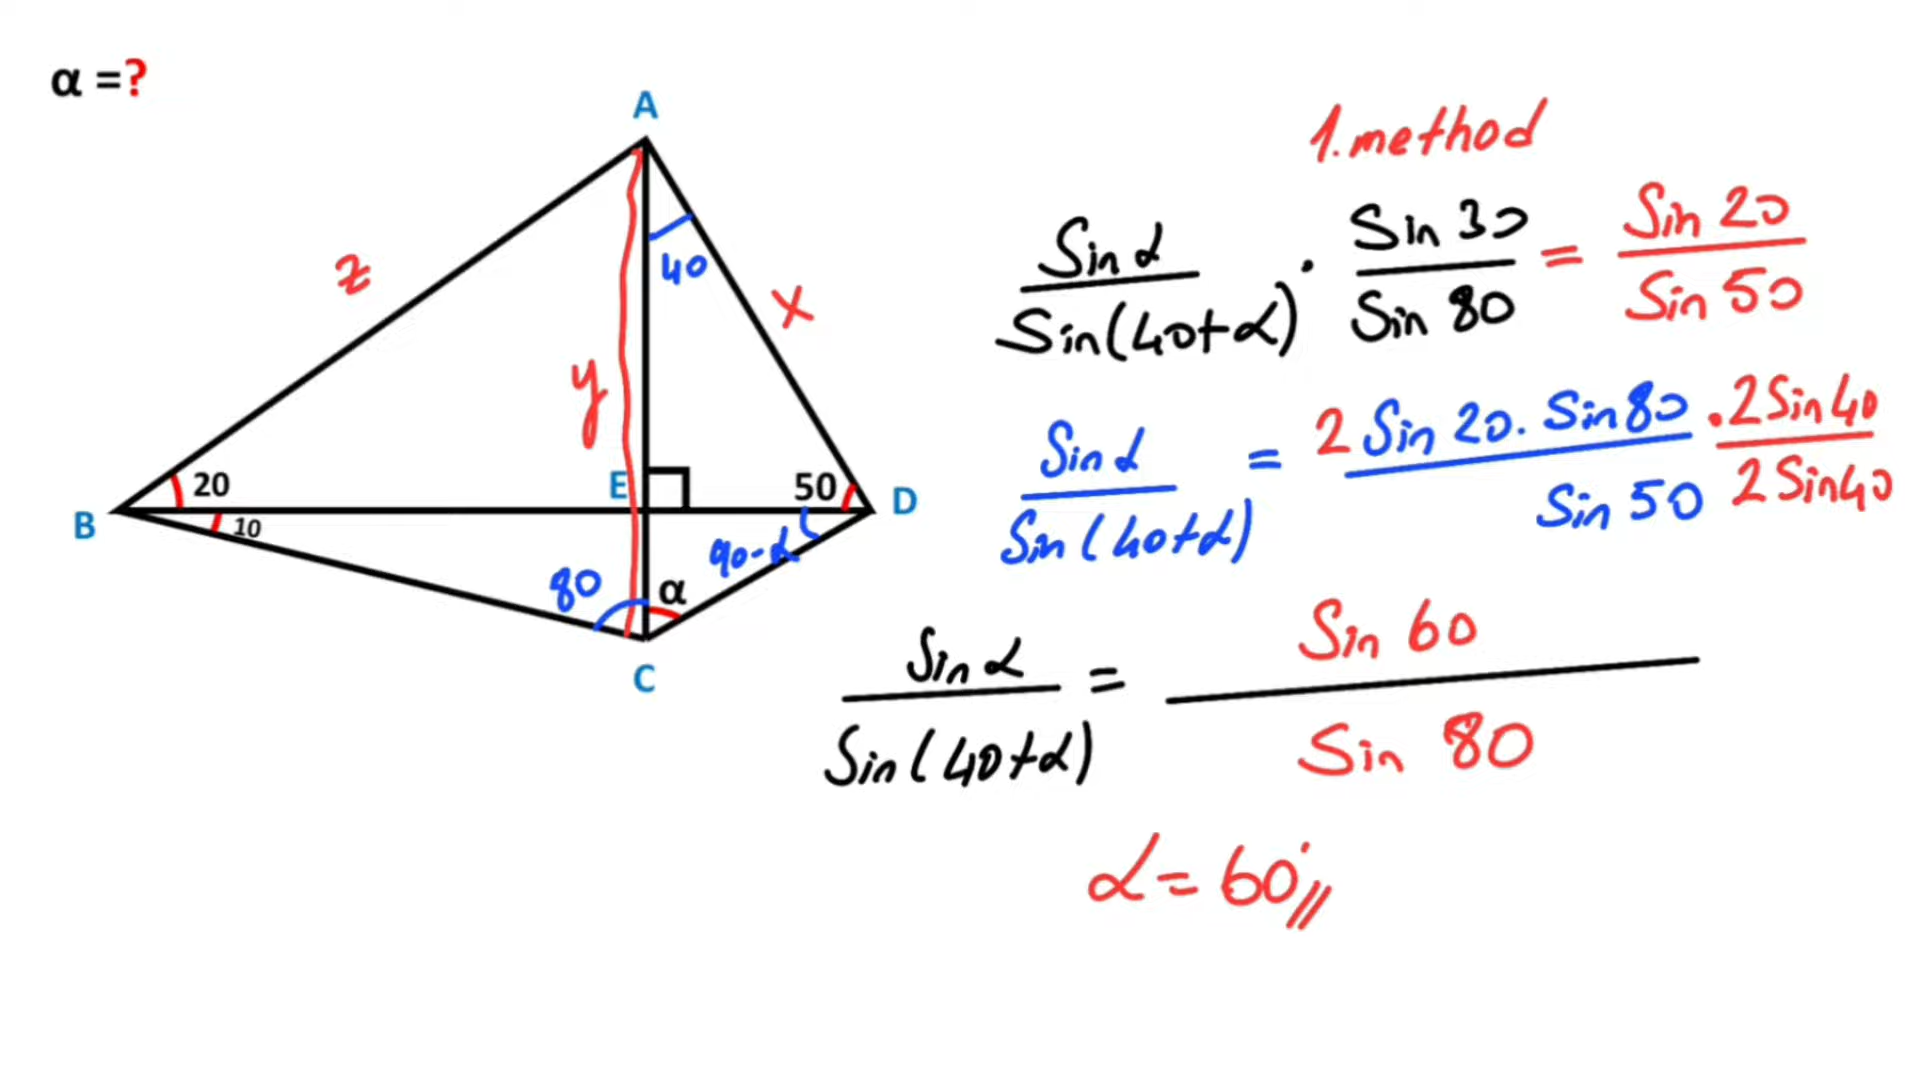 α =?
A
1.method
z
40
x
Sin α / Sin(40+α) · Sin 30 / Sin 80 = Sin 20 / Sin 50
y
20
E
50
D
B
10
Sin α / Sin(40+α) = 2 Sin 20. Sin 80 / Sin 50 . 2 Sin 40 / 2 Sin 40
90-α
80
α
C
Sin α / Sin(40+α) = Sin 60 / Sin 80
α = 60°